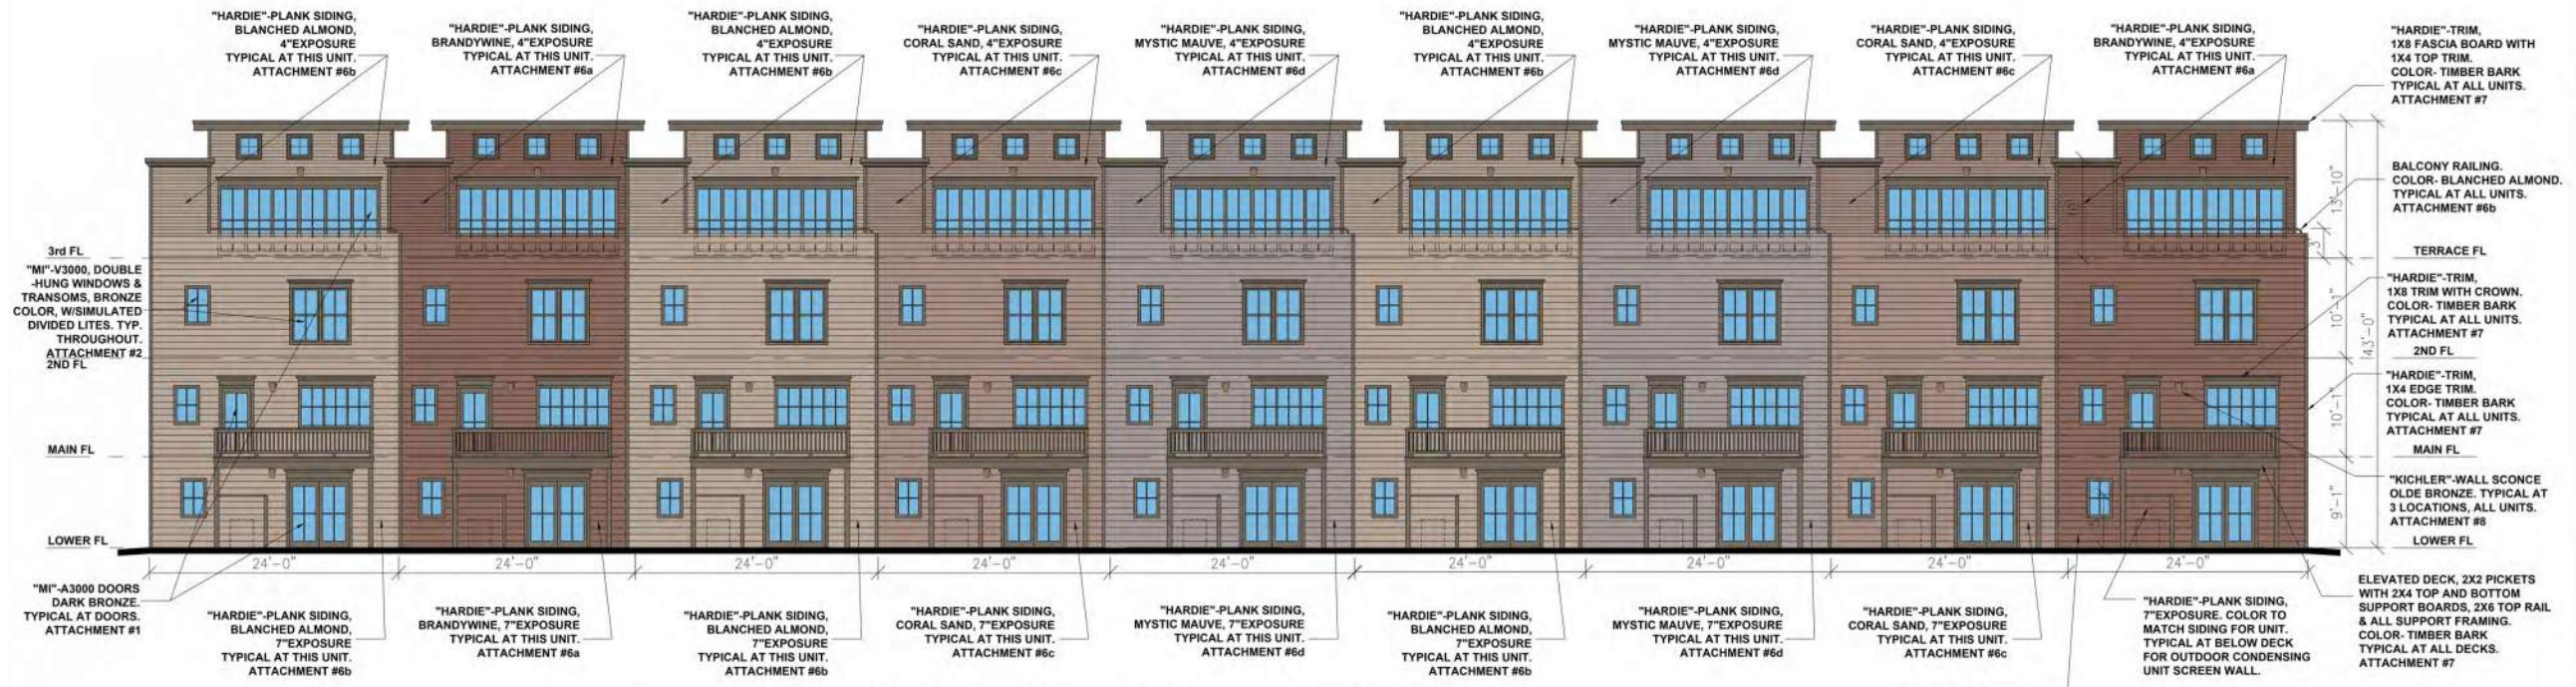 "HARDIE"-PLANK SIDING,
BLANCHED ALMOND,
4"EXPOSURE
TYPICAL AT THIS UNIT.
ATTACHMENT #6b
"HARDIE"-PLANK SIDING,
BRANDYWINE, 4"EXPOSURE
TYPICAL AT THIS UNIT.
ATTACHMENT #6a
"HARDIE"-PLANK SIDING,
BLANCHED ALMOND,
4"EXPOSURE
TYPICAL AT THIS UNIT.
ATTACHMENT #6b
"HARDIE"-PLANK SIDING,
CORAL SAND, 4"EXPOSURE
TYPICAL AT THIS UNIT.
ATTACHMENT #6c
"HARDIE"-PLANK SIDING,
MYSTIC MAUVE, 4"EXPOSURE
TYPICAL AT THIS UNIT.
ATTACHMENT #6d
"HARDIE"-PLANK SIDING,
BLANCHED ALMOND,
4"EXPOSURE
TYPICAL AT THIS UNIT.
ATTACHMENT #6b
"HARDIE"-PLANK SIDING,
MYSTIC MAUVE, 4"EXPOSURE
TYPICAL AT THIS UNIT.
ATTACHMENT #6d
"HARDIE"-PLANK SIDING,
CORAL SAND, 4"EXPOSURE
TYPICAL AT THIS UNIT.
ATTACHMENT #6c
"HARDIE"-PLANK SIDING,
BRANDYWINE, 4"EXPOSURE
TYPICAL AT THIS UNIT.
ATTACHMENT #6a
"HARDIE"-TRIM,
1X8 FASCIA BOARD WITH
1X4 TOP TRIM.
COLOR- TIMBER BARK
TYPICAL AT ALL UNITS.
ATTACHMENT #7
BALCONY RAILING.
COLOR- BLANCHED ALMOND.
TYPICAL AT ALL UNITS.
ATTACHMENT #6b
13'-10"
3'
10'
43'-0"
3rd FL
TERRACE FL
"MI"-V3000, DOUBLE
-HUNG WINDOWS &
TRANSOMS, BRONZE
COLOR, W/SIMULATED
DIVIDED LITES. TYP.
THROUGHOUT.
ATTACHMENT #2
2ND FL
"HARDIE"-TRIM,
1X8 TRIM WITH CROWN.
COLOR- TIMBER BARK
TYPICAL AT ALL UNITS.
ATTACHMENT #7
10'-1"
2ND FL
"HARDIE"-TRIM,
1X4 EDGE TRIM.
COLOR- TIMBER BARK
TYPICAL AT ALL UNITS.
ATTACHMENT #7
10'-1"
MAIN FL
MAIN FL
"KICHLER"-WALL SCONCE
OLDE BRONZE. TYPICAL AT
3 LOCATIONS, ALL UNITS.
ATTACHMENT #8
9'-1"
LOWER FL
LOWER FL
24'-0"
24'-0"
24'-0"
24'-0"
24'-0"
24'-0"
24'-0"
24'-0"
24'-0"
"MI"-A3000 DOORS
DARK BRONZE.
TYPICAL AT DOORS.
ATTACHMENT #1
"HARDIE"-PLANK SIDING,
BLANCHED ALMOND,
7"EXPOSURE
TYPICAL AT THIS UNIT.
ATTACHMENT #6b
"HARDIE"-PLANK SIDING,
BRANDYWINE, 7"EXPOSURE
TYPICAL AT THIS UNIT.
ATTACHMENT #6a
"HARDIE"-PLANK SIDING,
BLANCHED ALMOND,
7"EXPOSURE
TYPICAL AT THIS UNIT.
ATTACHMENT #6b
"HARDIE"-PLANK SIDING,
CORAL SAND, 7"EXPOSURE
TYPICAL AT THIS UNIT.
ATTACHMENT #6c
"HARDIE"-PLANK SIDING,
MYSTIC MAUVE, 7"EXPOSURE
TYPICAL AT THIS UNIT.
ATTACHMENT #6d
"HARDIE"-PLANK SIDING,
BLANCHED ALMOND,
7"EXPOSURE
TYPICAL AT THIS UNIT.
ATTACHMENT #6b
"HARDIE"-PLANK SIDING,
MYSTIC MAUVE, 7"EXPOSURE
TYPICAL AT THIS UNIT.
ATTACHMENT #6d
"HARDIE"-PLANK SIDING,
CORAL SAND, 7"EXPOSURE
TYPICAL AT THIS UNIT.
ATTACHMENT #6c
"HARDIE"-PLANK SIDING,
7"EXPOSURE. COLOR TO
MATCH SIDING FOR UNIT.
TYPICAL AT BELOW DECK
FOR OUTDOOR CONDENSING
UNIT SCREEN WALL.
ELEVATED DECK, 2X2 PICKETS
WITH 2X4 TOP AND BOTTOM
SUPPORT BOARDS, 2X6 TOP RAIL
& ALL SUPPORT FRAMING.
COLOR- TIMBER BARK
TYPICAL AT ALL DECKS.
ATTACHMENT #7